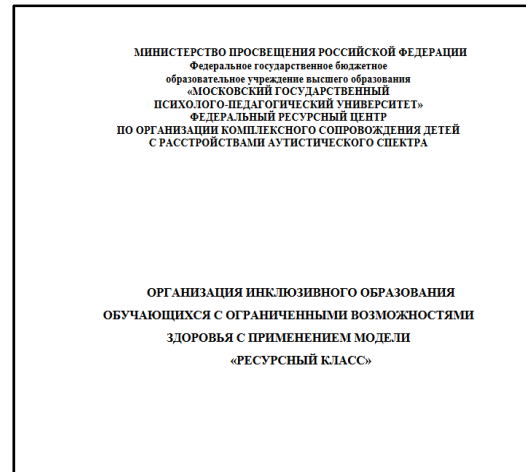 МИНИСТЕРСТВО ПРОСВЕЩЕНИЯ РОССИЙСКОЙ ФЕДЕРАЦИИ
Федеральное государственное бюджетное
образовательное учреждение высшего образования
«МОСКОВСКИЙ ГОСУДАРСТВЕННЫЙ
ПСИХОЛОГО-ПЕДАГОГИЧЕСКИЙ УНИВЕРСИТЕТ»
ФЕДЕРАЛЬНЫЙ РЕСУРСНЫЙ ЦЕНТР
ПО ОРГАНИЗАЦИИ КОМПЛЕКСНОГО СОПРОВОЖДЕНИЯ ДЕТЕЙ
С РАССТРОЙСТВАМИ АУТИСТИЧЕСКОГО СПЕКТРА
ОРГАНИЗАЦИЯ ИНКЛЮЗИВНОГО ОБРАЗОВАНИЯ
ОБУЧАЮЩИХСЯ С ОГРАНИЧЕННЫМИ ВОЗМОЖНОСТЯМИ
ЗДОРОВЬЯ С ПРИМЕНЕНИЕМ МОДЕЛИ
«РЕСУРСНЫЙ КЛАСС»